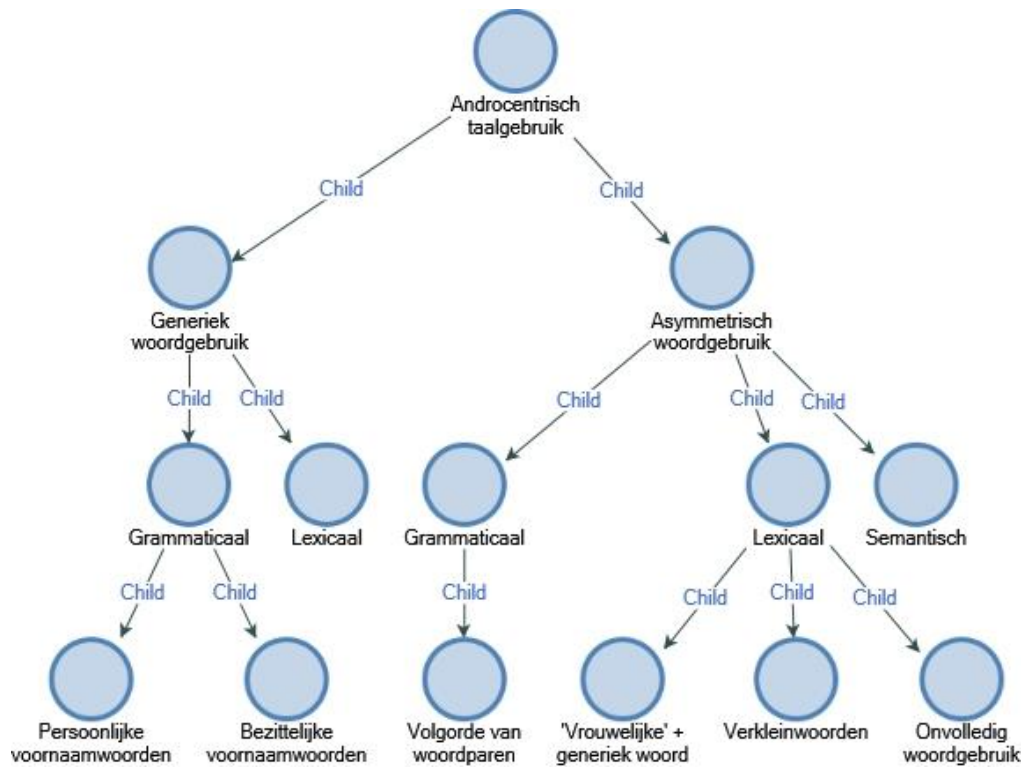 Androcentrisch
taalgebruik
Child
Child
Generiek
woordgebruik
Asymmetrisch
woordgebruik
Child
Child
Child
Child
Child
Grammaticaal
Lexicaal
Grammaticaal
Lexicaal
Semantisch
Child
Child
Child
Child
Child
Child
Persoonlijke
voornaamwoorden
Bezittelijke
voornaamwoorden
Volgorde van
woordparen
'Vrouwelijke' +
generiek woord
Verkleinwoorden
Onvolledig
woordgebruik